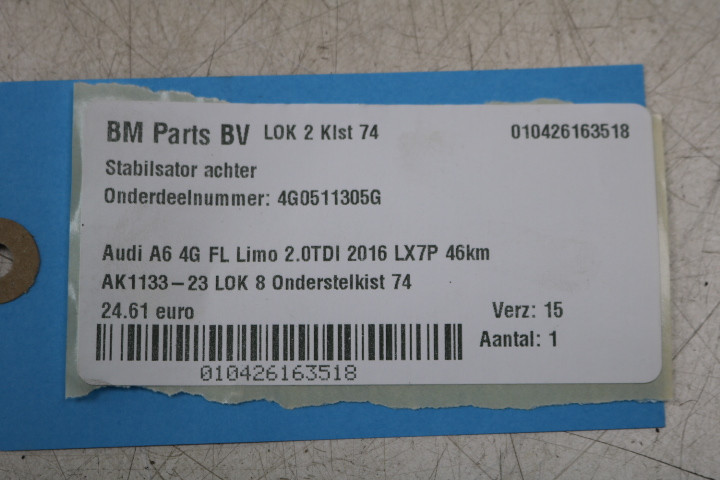 BM Parts BV LOK 2 Klst 74 010426163518
Stabilsator achter
Onderdeelnummer: 4G0511305G
Audi A6 4G FL Limo 2.0TDI 2016 LX7P 46km
AK1133-23 LOK 8 Onderstelkist 74
24.61 euro Verz: 15
Aantal: 1
010426163518